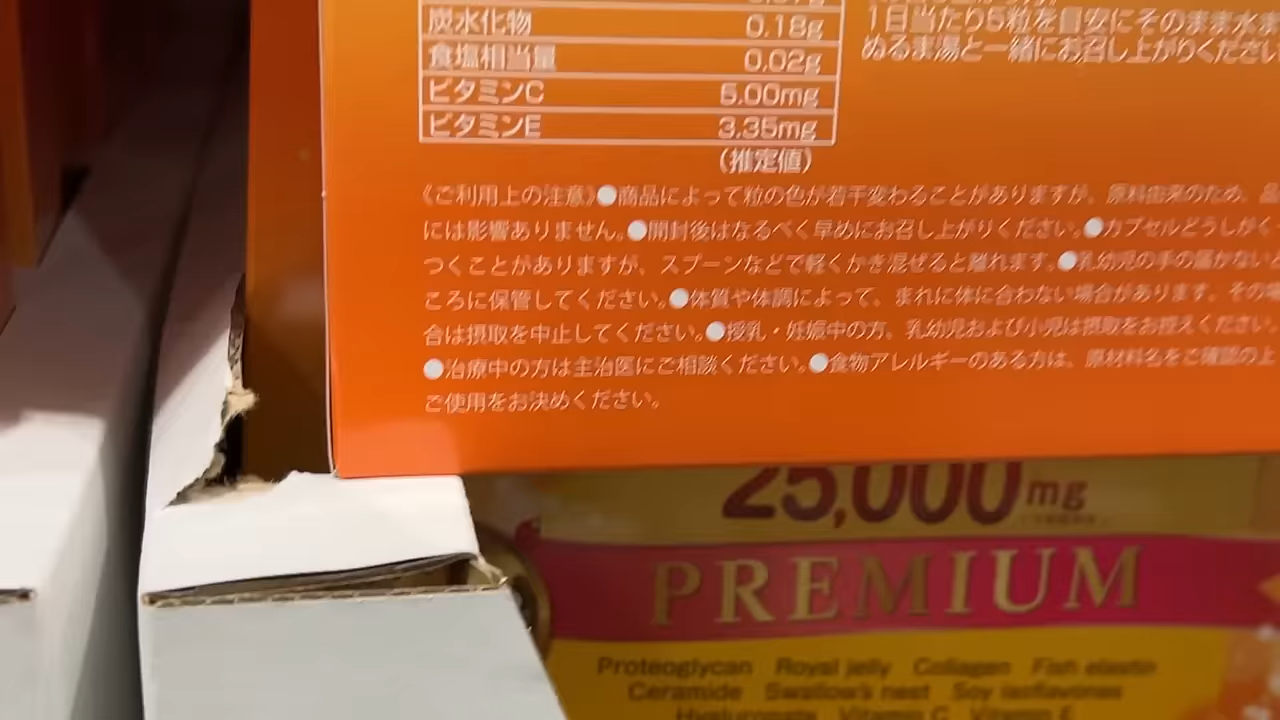 炭水化物 0.18g
食塩相当量 0.02g
ビタミンC 5.00mg
ビタミンE 3.35mg
(推定値)
1日当たり5粒を目安にそのまま水ま
ぬるま湯と一緒にお召し上がりください
《ご利用上の注意》●商品によって粒の色が若干変わることがありますが、原料由来のため、品
には影響ありません。●開封後はなるべく早めにお召し上がりください。●カプセルどうしがく
つくことがありますが、スプーンなどで軽くかき混ぜると離れます。●乳幼児の手の届かないと
ころに保管してください。●体質や体調によって、まれに体に合わない場合があります。その場
合は摂取を中止してください。●授乳・妊娠中の方、乳幼児および小児は摂取をお控えください。
●治療中の方は主治医にご相談ください。●食物アレルギーのある方は、原材料名をご確認の上
ご使用をお決めください。
25,000mg
PREMIUM
Proteoglycan Royal jelly Collagen Fish elastin
Ceramide Swallow's nest Soy isoflavones
Vitamin C Vitamin E